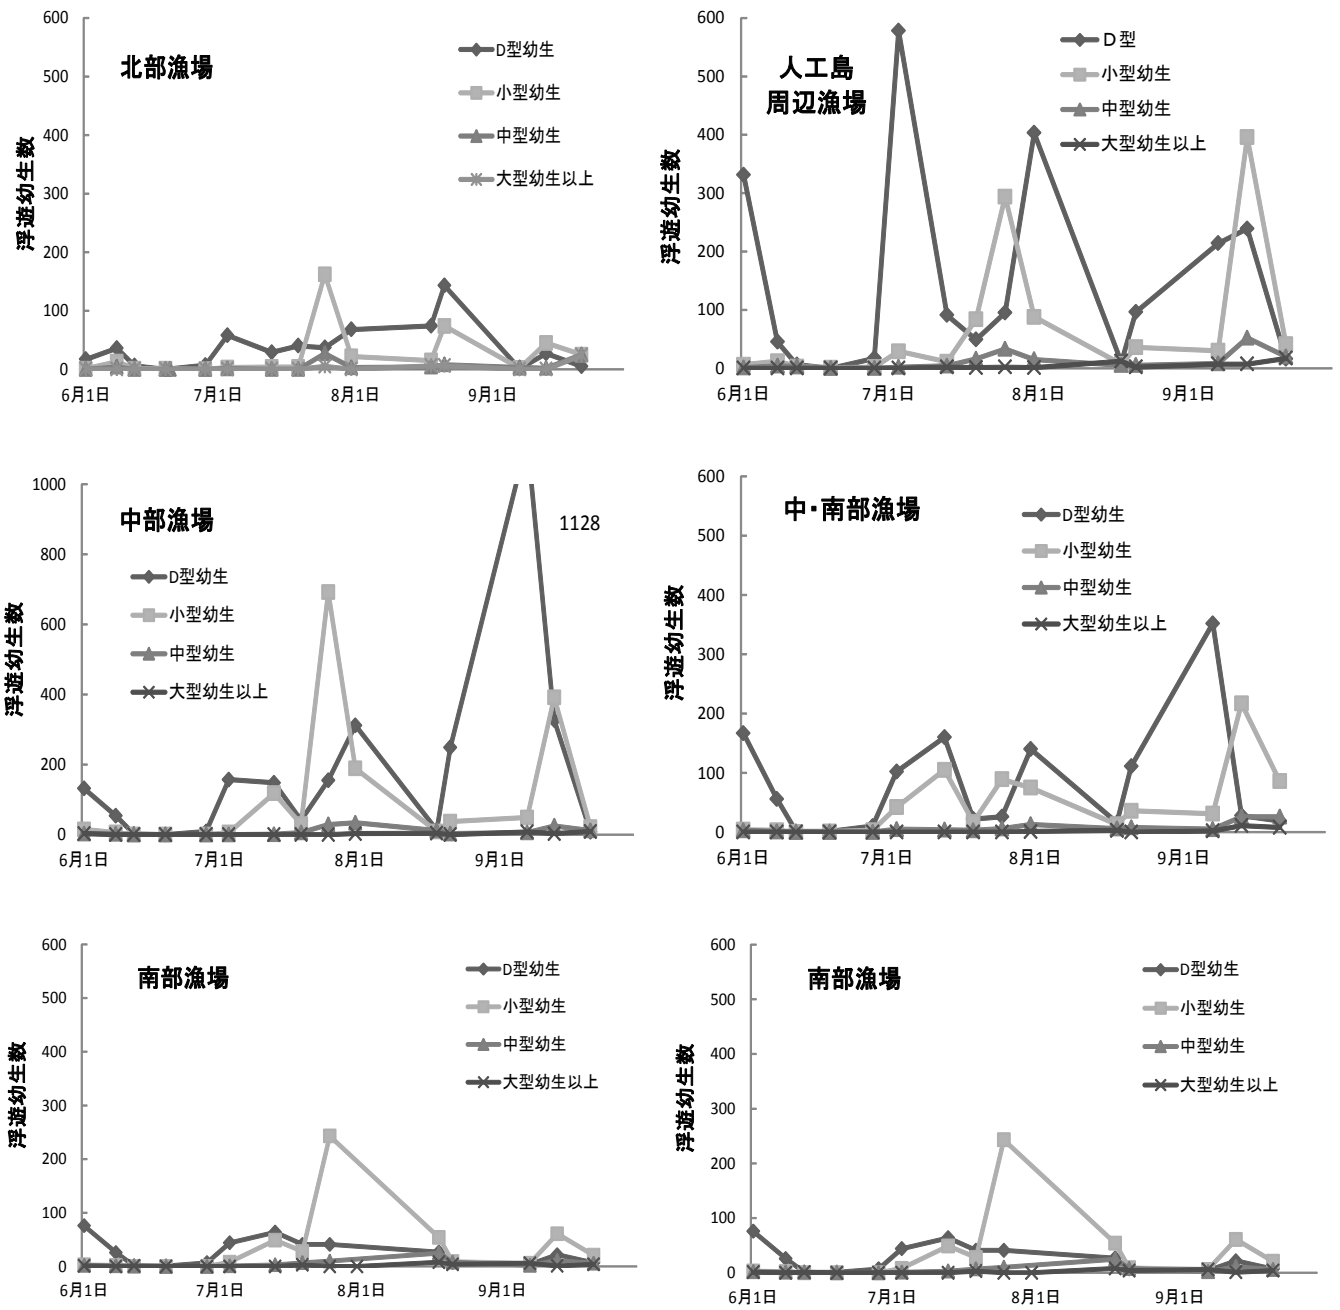 北部漁場
浮遊幼生数
600
500
400
300
200
100
0
6月1日 7月1日 8月1日 9月1日
D型幼生
小型幼生
中型幼生
大型幼生以上
人工島
周辺漁場
浮遊幼生数
600
500
400
300
200
100
0
6月1日 7月1日 8月1日 9月1日
D型
小型幼生
中型幼生
大型幼生以上
中部漁場
浮遊幼生数
1000
800
600
400
200
0
6月1日 7月1日 8月1日 9月1日
1128
D型幼生
小型幼生
中型幼生
大型幼生以上
中・南部漁場
浮遊幼生数
600
500
400
300
200
100
0
6月1日 7月1日 8月1日 9月1日
D型幼生
小型幼生
中型幼生
大型幼生以上
南部漁場
浮遊幼生数
600
500
400
300
200
100
0
6月1日 7月1日 8月1日 9月1日
D型幼生
小型幼生
中型幼生
大型幼生以上
南部漁場
浮遊幼生数
600
500
400
300
200
100
0
6月1日 7月1日 8月1日 9月1日
D型幼生
小型幼生
中型幼生
大型幼生以上